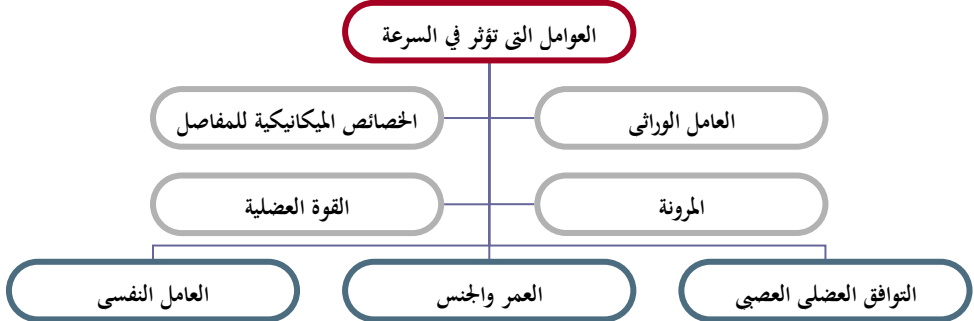 العوامل التى تؤثر في السرعة
العامل الوراثى
الخصائص الميكانيكية للمفاصل
المرونة
القوة العضلية
التوافق العضلى العصبي
العمر والجنس
العامل النفسى